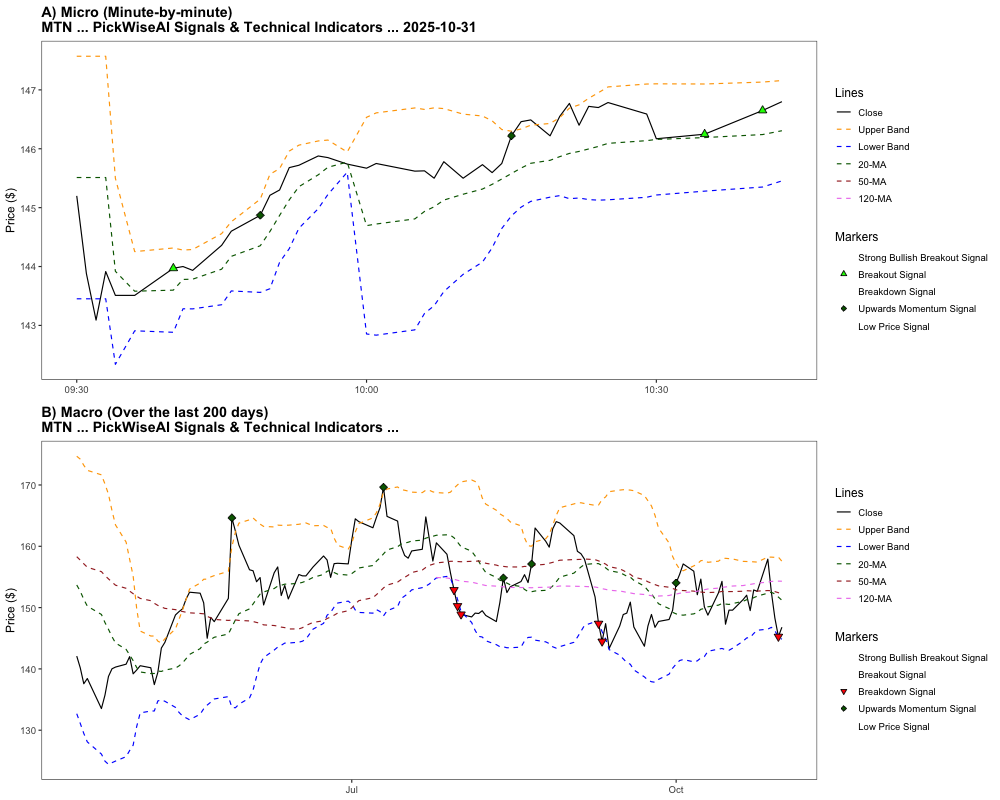 A) Micro (Minute-by-minute)
MTN ... PickWiseAI Signals & Technical Indicators ... 2025-10-31
Price ($)
147
146
145
144
143
09:30
10:00
10:30
Lines
Close
Upper Band
Lower Band
20-MA
50-MA
120-MA
Markers
Strong Bullish Breakout Signal
Breakout Signal
Breakdown Signal
Upwards Momentum Signal
Low Price Signal
B) Macro (Over the last 200 days)
MTN ... PickWiseAI Signals & Technical Indicators ...
Price ($)
170
160
150
140
130
Jul
Oct
Lines
Close
Upper Band
Lower Band
20-MA
50-MA
120-MA
Markers
Strong Bullish Breakout Signal
Breakout Signal
Breakdown Signal
Upwards Momentum Signal
Low Price Signal